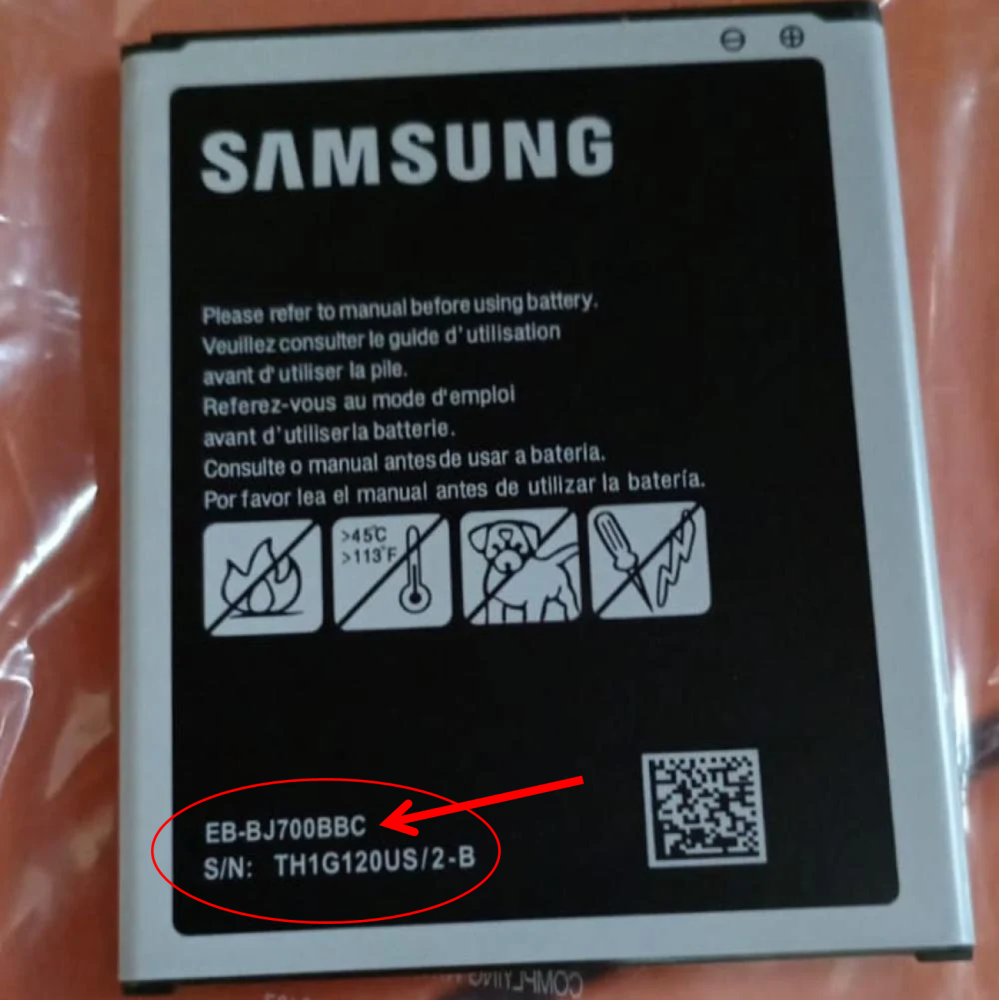 SAMSUNG
Please refer to manual before using battery.
Veuillez consulter le guide d'utilisation
avant d'utiliser la pile.
Referez-vous au mode d'emploi
avant d'utiliserla batterie.
Consulte o manual antes de usar a bateria.
Por favor lea el manual antes de utilizar la batería.
>45℃
>113°F
EB-BJ700BBC
S/N: TH1G120US/2-B
COMPLYING